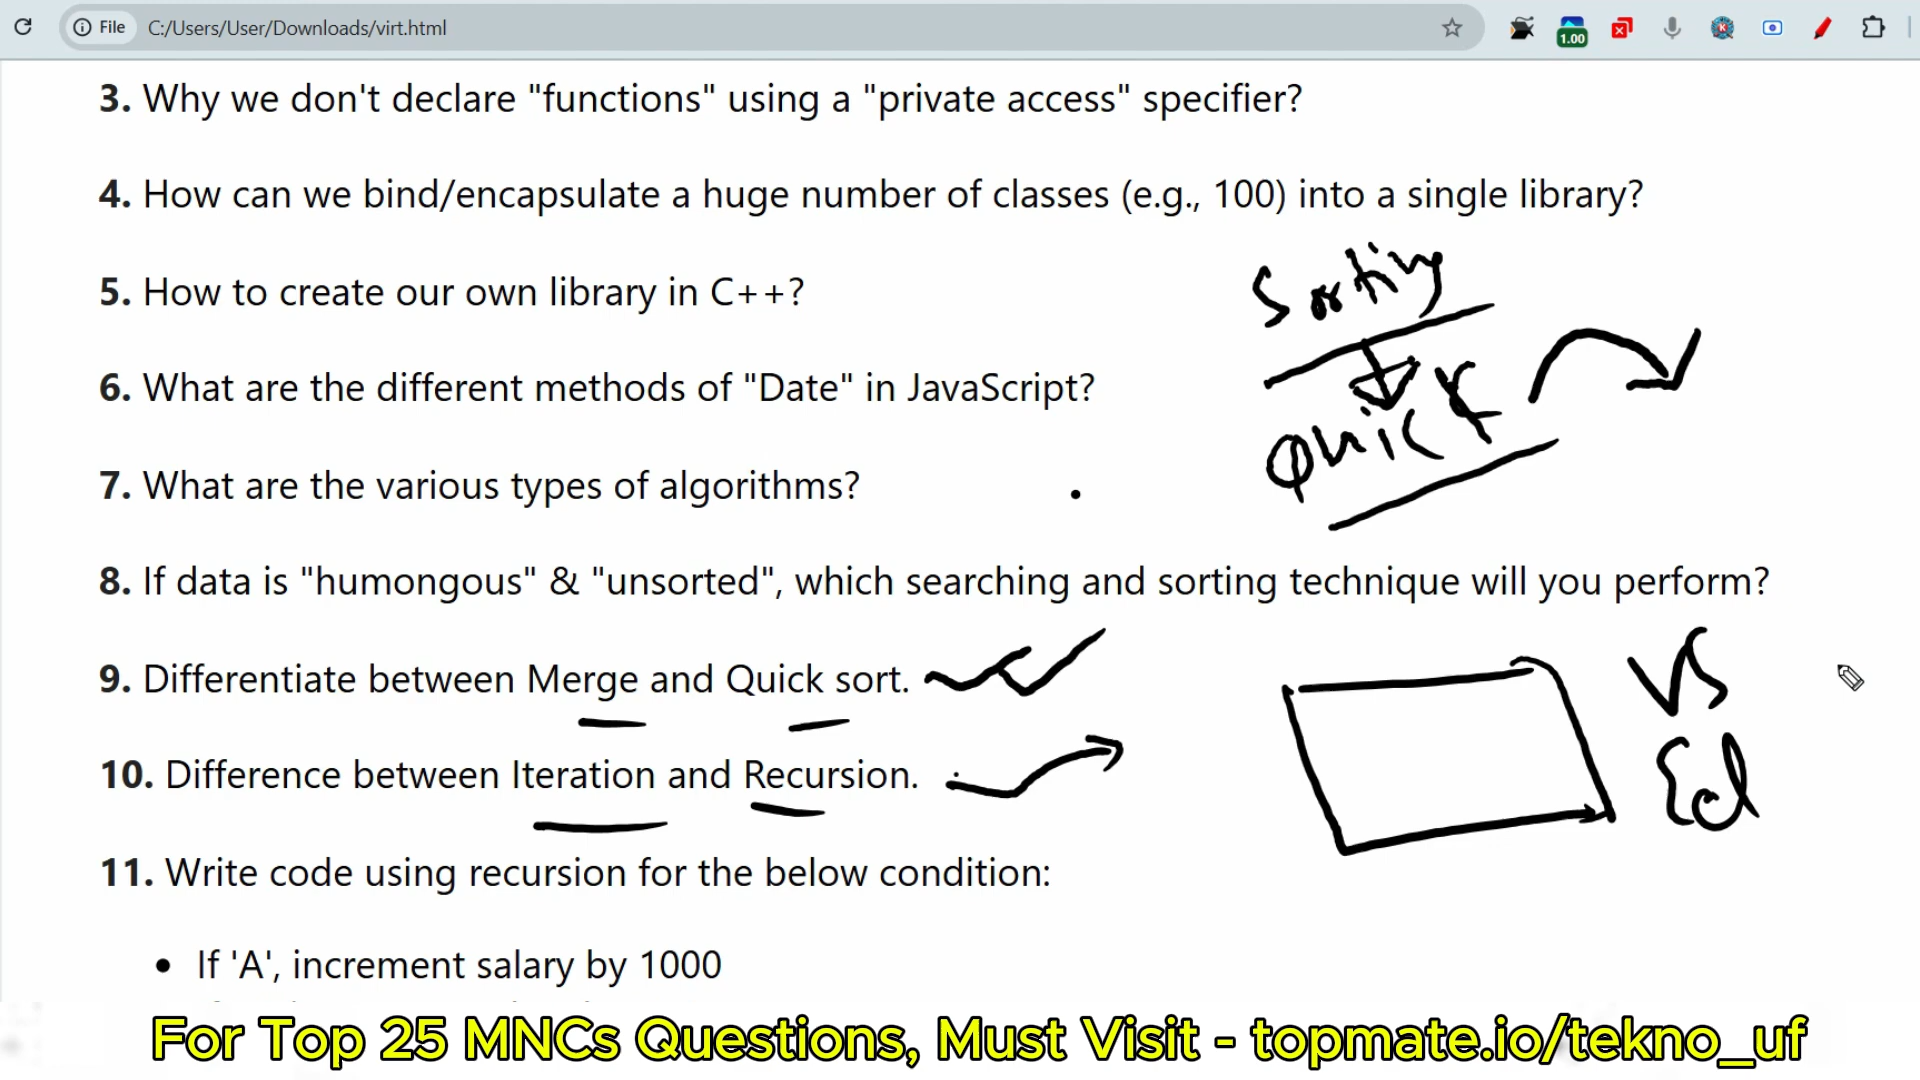 File C:/Users/User/Downloads/virt.html
1.00
3. Why we don't declare "functions" using a "private access" specifier?
4. How can we bind/encapsulate a huge number of classes (e.g., 100) into a single library?
Sorting
5. How to create our own library in C++?
6. What are the different methods of "Date" in JavaScript?
Quick
7. What are the various types of algorithms?
8. If data is "humongous" & "unsorted", which searching and sorting technique will you perform?
9. Differentiate between Merge and Quick sort.
VS
10. Difference between Iteration and Recursion.
11. Write code using recursion for the below condition:
• If 'A', increment salary by 1000
For Top 25 MNCs Questions, Must Visit - topmate.io/tekno_uf